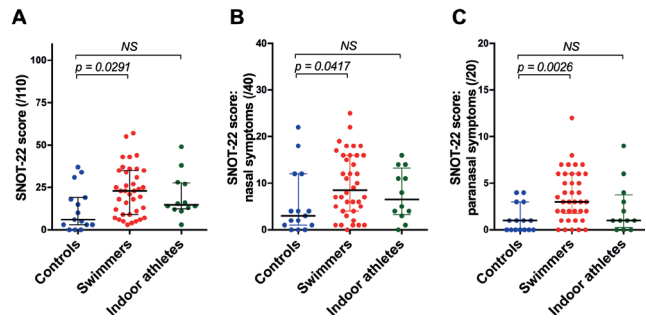 A
NS
p = 0.0291
SNOT-22 score (/110)
100
75
50
25
0
Controls
Swimmers
Indoor athletes
B
NS
p = 0.0417
SNOT-22 score:
nasal symptoms (/40)
40
30
20
10
0
Controls
Swimmers
Indoor athletes
C
NS
p = 0.0026
SNOT-22 score:
paranasal symptoms (/20)
20
15
10
5
0
Controls
Swimmers
Indoor athletes